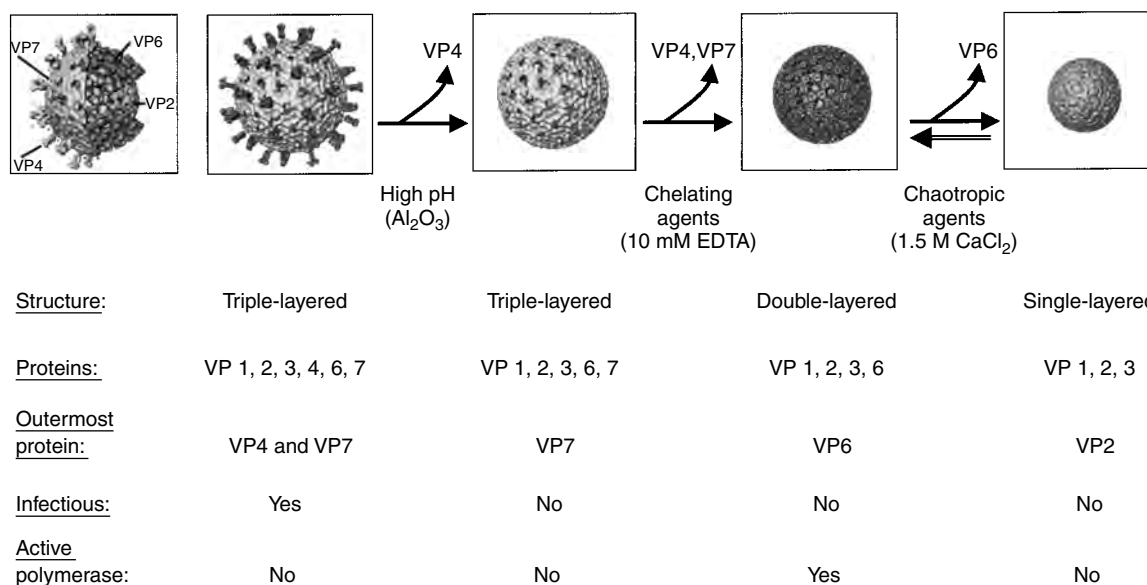 VP7
VP6
VP2
VP4
VP4
VP4,VP7
VP6
High pH
(Al₂O₃)
Chelating
agents
(10 mM EDTA)
Chaotropic
agents
(1.5 M CaCl₂)
Structure: Triple-layered Triple-layered Double-layered Single-layered
Proteins: VP 1, 2, 3, 4, 6, 7 VP 1, 2, 3, 6, 7 VP 1, 2, 3, 6 VP 1, 2, 3
Outermost
protein: VP4 and VP7 VP7 VP6 VP2
Infectious: Yes No No No
Active
polymerase: No No Yes No